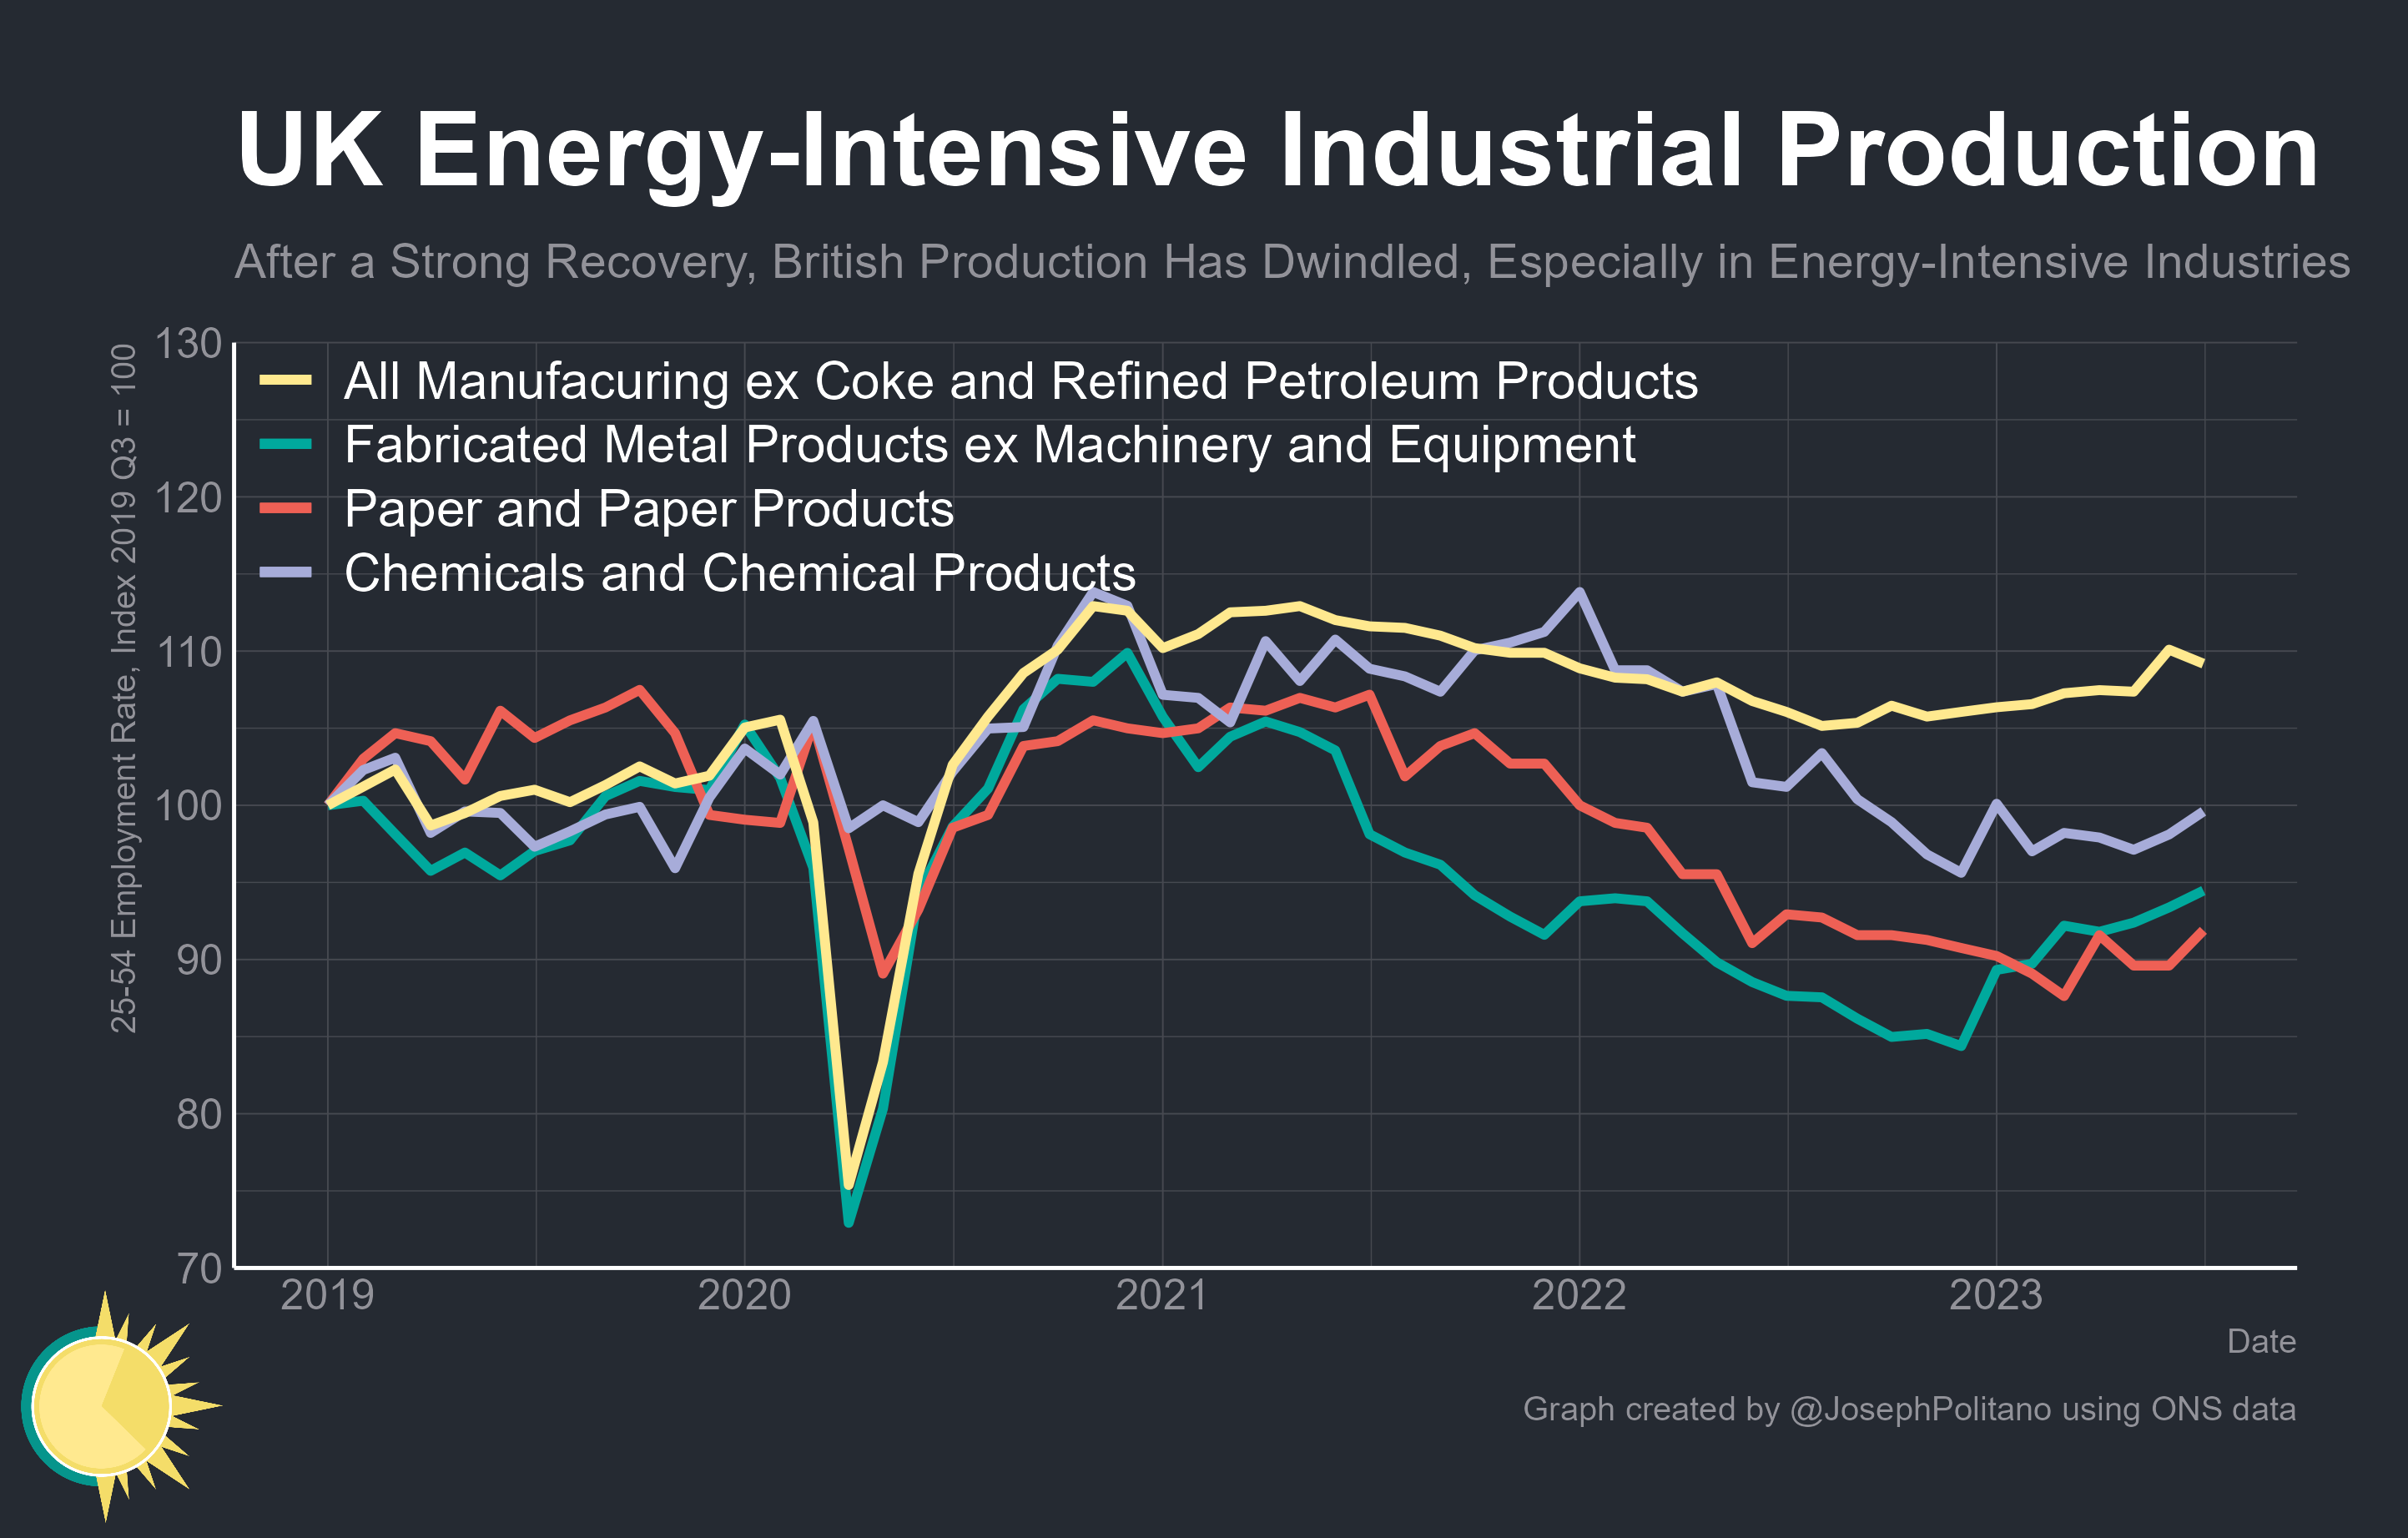 UK Energy-Intensive Industrial Production
After a Strong Recovery, British Production Has Dwindled, Especially in Energy-Intensive Industries
25-54 Employment Rate, Index 2019 Q3 = 100
130
120
110
100
90
80
70
All Manufacuring ex Coke and Refined Petroleum Products
Fabricated Metal Products ex Machinery and Equipment
Paper and Paper Products
Chemicals and Chemical Products
2019 2020 2021 2022 2023
Date
Graph created by @JosephPolitano using ONS data